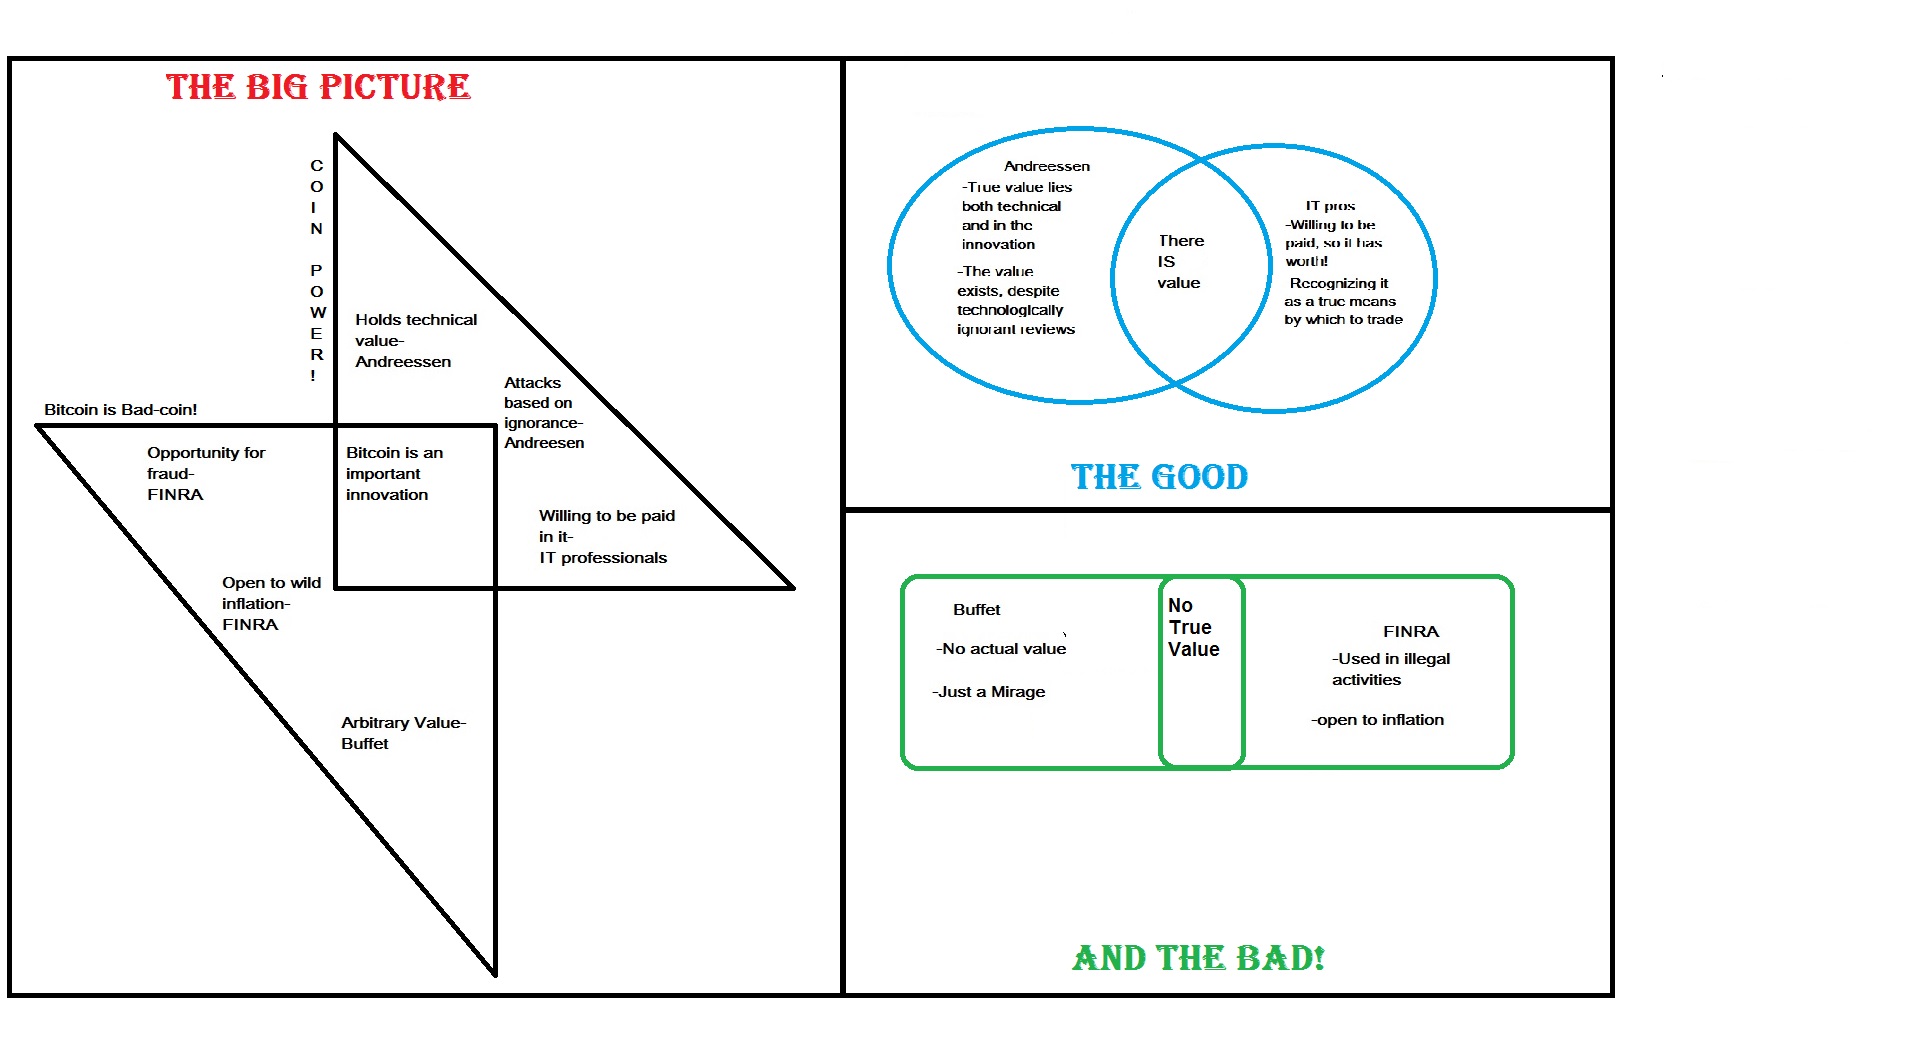 THE BIG PICTURE
COIN POWER!
Holds technical
value-
Andreessen
Attacks
based on
ignorance-
Andreesen
Bitcoin is Bad-coin!
Opportunity for
fraud-
FINRA
Bitcoin is an
important
innovation
Willing to be paid
in it-
IT professionals
Open to wild
inflation-
FINRA
Arbitrary Value-
Buffet
Andreessen
-True value lies
both technical
and in the
innovation
-The value
exists, despite
technologically
ignorant reviews
There
IS
value
IT pros
-Willing to be
paid, so it has
worth!
Recognizing it
as a true means
by which to trade
THE GOOD
Buffet
-No actual value
-Just a Mirage
No
True
Value
FINRA
-Used in illegal
activities
-open to inflation
AND THE BAD!